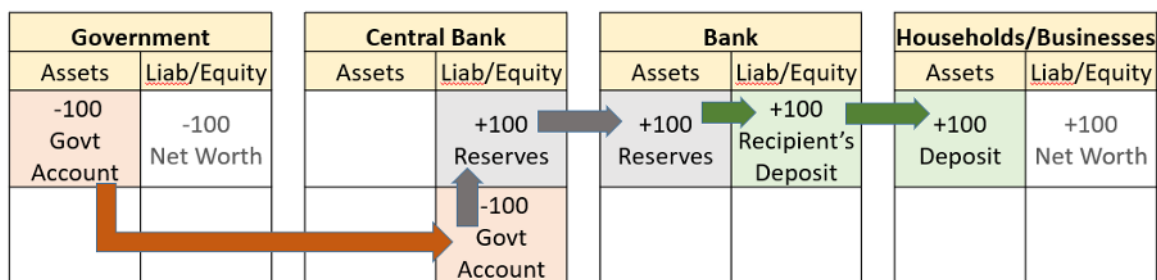 Government
Assets
Liab/Equity
-100
Govt
Account
-100
Net Worth
Central Bank
Assets
Liab/Equity
+100
Reserves
-100
Govt
Account
Bank
Assets
Liab/Equity
+100
Reserves
+100
Recipient’s
Deposit
Households/Businesses
Assets
Liab/Equity
+100
Deposit
+100
Net Worth